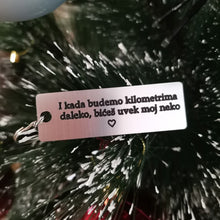 I kada budemo kilometrima
daleko, bićeš uvek moj neko
♡